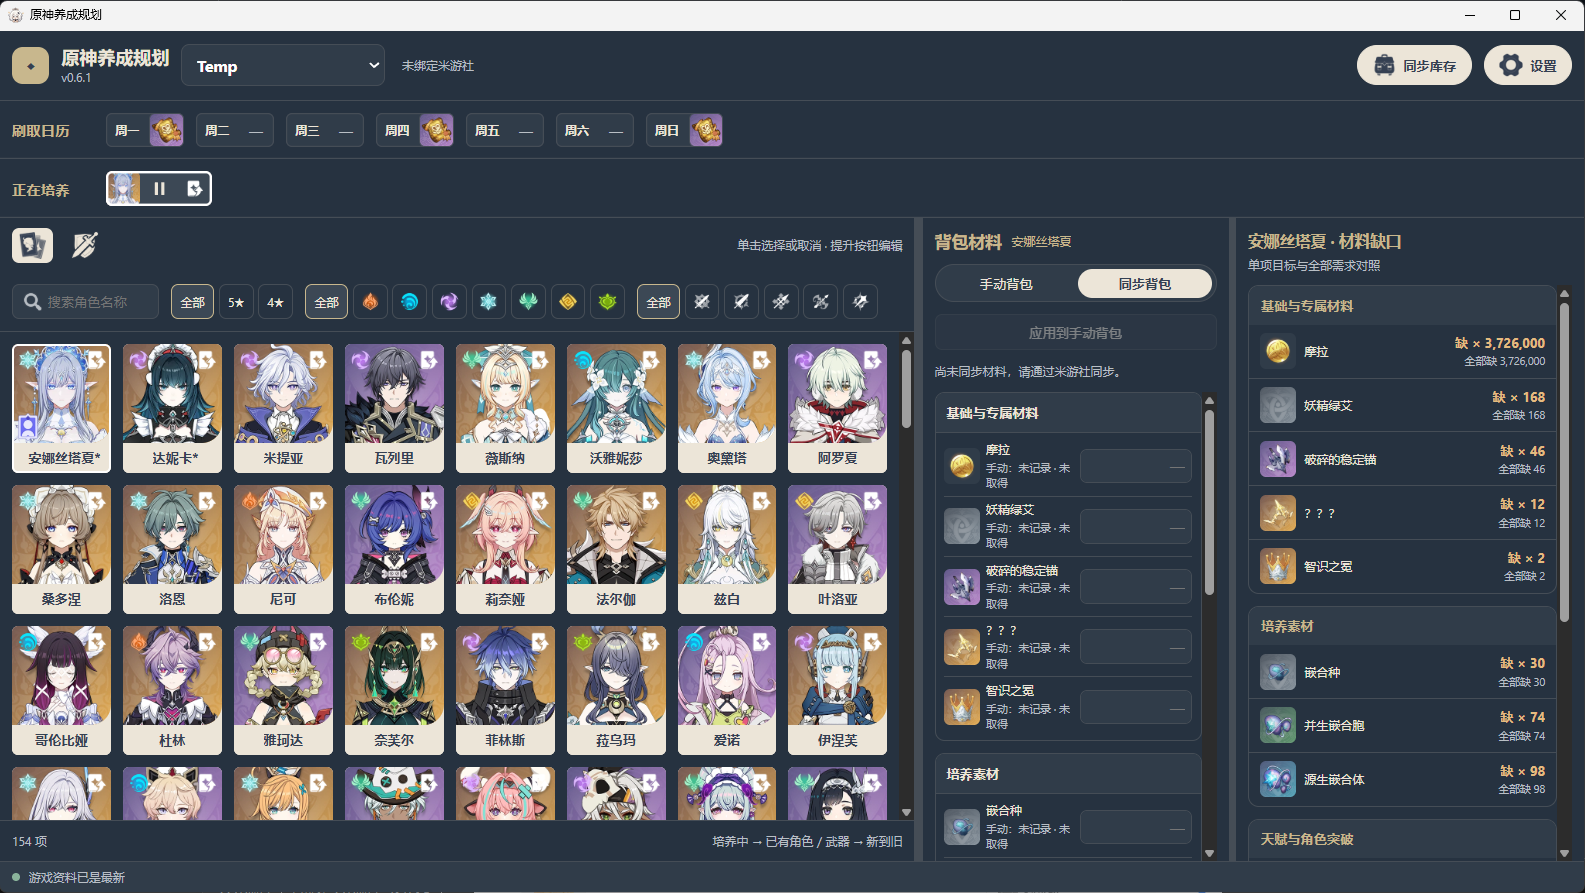 原神养成规划
原神养成规划
v0.6.1
Temp
未绑定米游社
同步库存
设置
刷取日历
周一
周二 —
周三 —
周四
周五 —
周六 —
周日
正在培养
单击选择或取消 · 提升按钮编辑
搜索角色名称
全部
5★
4★
全部
全部
安娜丝塔夏*
达妮卡*
米提亚
瓦列里
薇斯纳
沃雅妮莎
奥黛塔
阿罗夏
桑多涅
洛恩
尼可
布伦妮
莉奈娅
法尔伽
兹白
叶洛亚
哥伦比娅
杜林
雅珂达
奈芙尔
菲林斯
菈乌玛
爱诺
伊涅芙
154 项
培养中 → 已有角色 / 武器 → 新到旧
游戏资料已是最新
背包材料
安娜丝塔夏
手动背包
同步背包
应用到手动背包
尚未同步材料，请通过米游社同步。
基础与专属材料
摩拉
手动：未记录 · 未
取得
—
妖精绿艾
手动：未记录 · 未
取得
—
破碎的稳定锚
手动：未记录 · 未
取得
—
？？？
手动：未记录 · 未
取得
—
智识之冕
手动：未记录 · 未
取得
—
培养素材
嵌合种
手动：未记录 · 未
取得
—
安娜丝塔夏 · 材料缺口
单项目标与全部需求对照
基础与专属材料
摩拉
缺 × 3,726,000
全部缺 3,726,000
妖精绿艾
缺 × 168
全部缺 168
破碎的稳定锚
缺 × 46
全部缺 46
？？？
缺 × 12
全部缺 12
智识之冕
缺 × 2
全部缺 2
培养素材
嵌合种
缺 × 30
全部缺 30
并生嵌合胞
缺 × 74
全部缺 74
源生嵌合体
缺 × 98
全部缺 98
天赋与角色突破